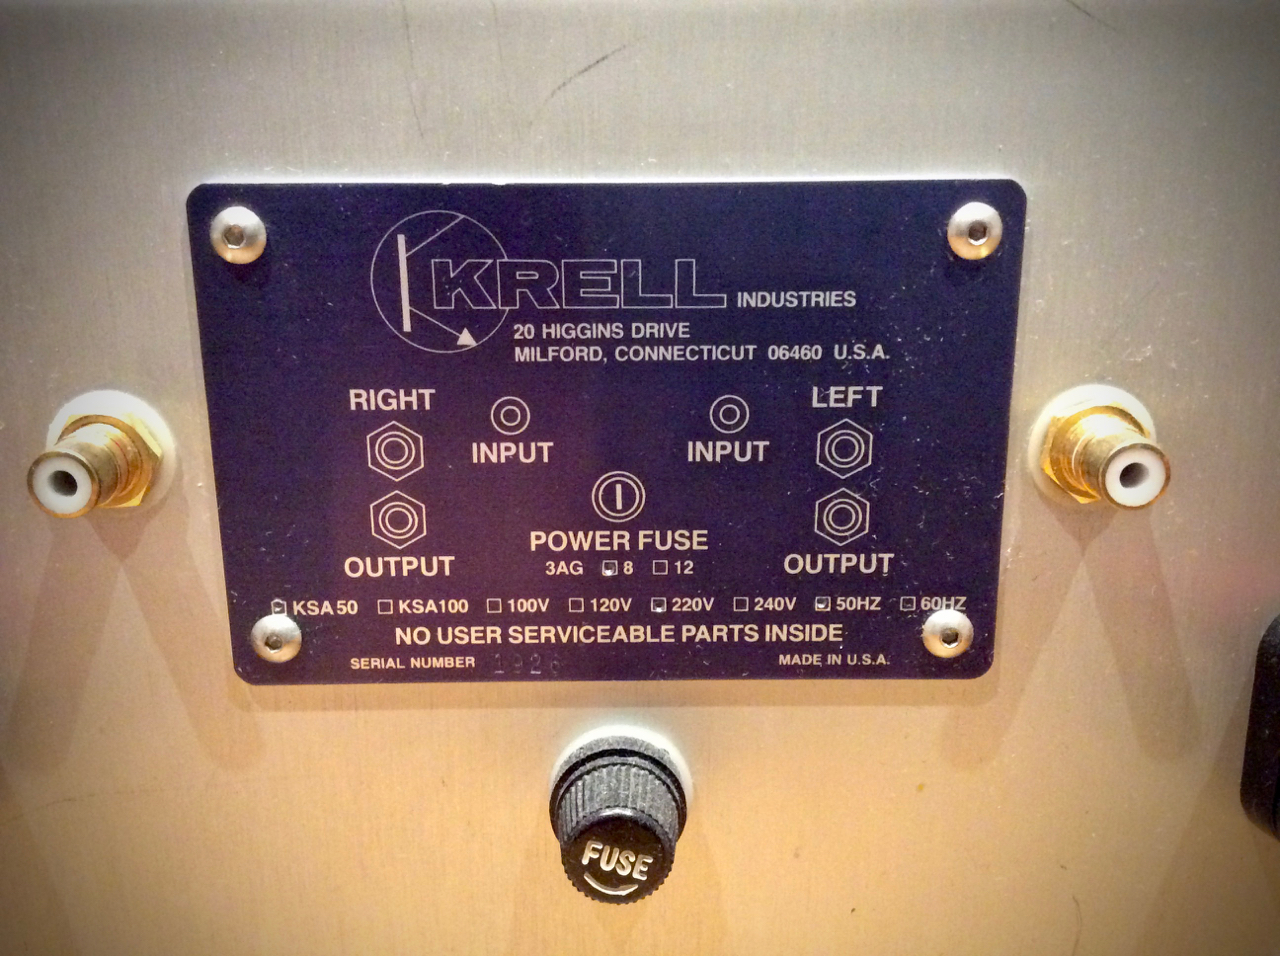 KRELL INDUSTRIES
20 HIGGINS DRIVE
MILFORD, CONNECTICUT 06460 U.S.A.
RIGHT
LEFT
INPUT
INPUT
POWER FUSE
OUTPUT
OUTPUT
3AG 8 12
KSA50 KSA100 100V 120V 220V 240V 50HZ 60HZ
NO USER SERVICEABLE PARTS INSIDE
SERIAL NUMBER 1926
MADE IN U.S.A.
FUSE